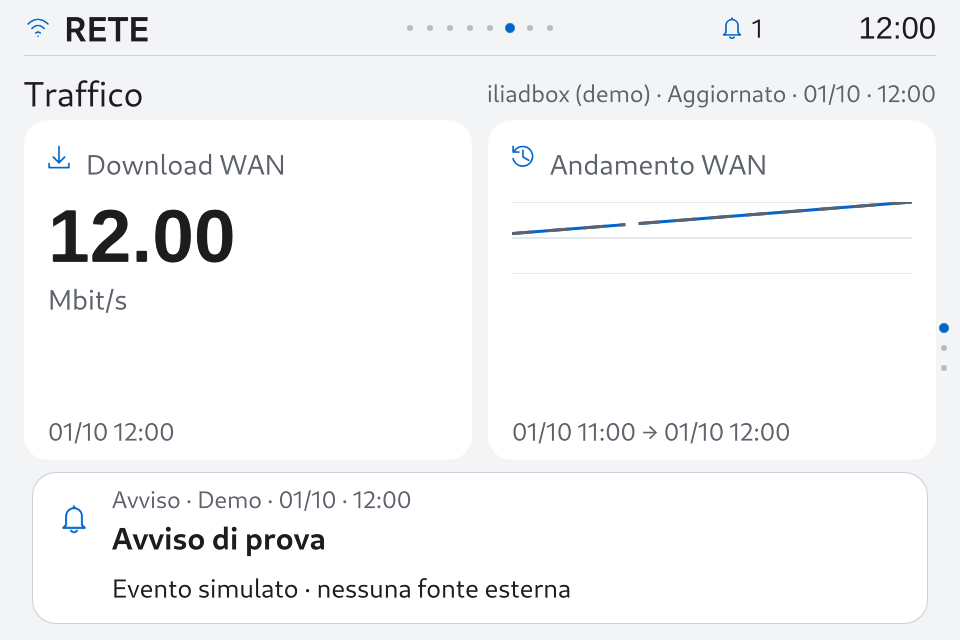 RETE
1
12:00
Traffico
iliadbox (demo) · Aggiornato · 01/10 · 12:00
Download WAN
12.00
Mbit/s
01/10 12:00
Andamento WAN
01/10 11:00 → 01/10 12:00
Avviso · Demo · 01/10 · 12:00
Avviso di prova
Evento simulato · nessuna fonte esterna